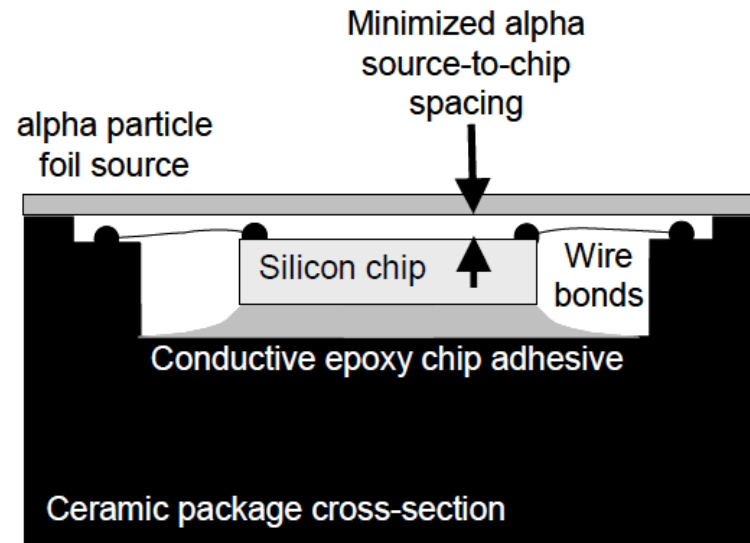 Minimized alpha
source-to-chip
spacing
alpha particle
foil source
Silicon chip
Wire
bonds
Conductive epoxy chip adhesive
Ceramic package cross-section